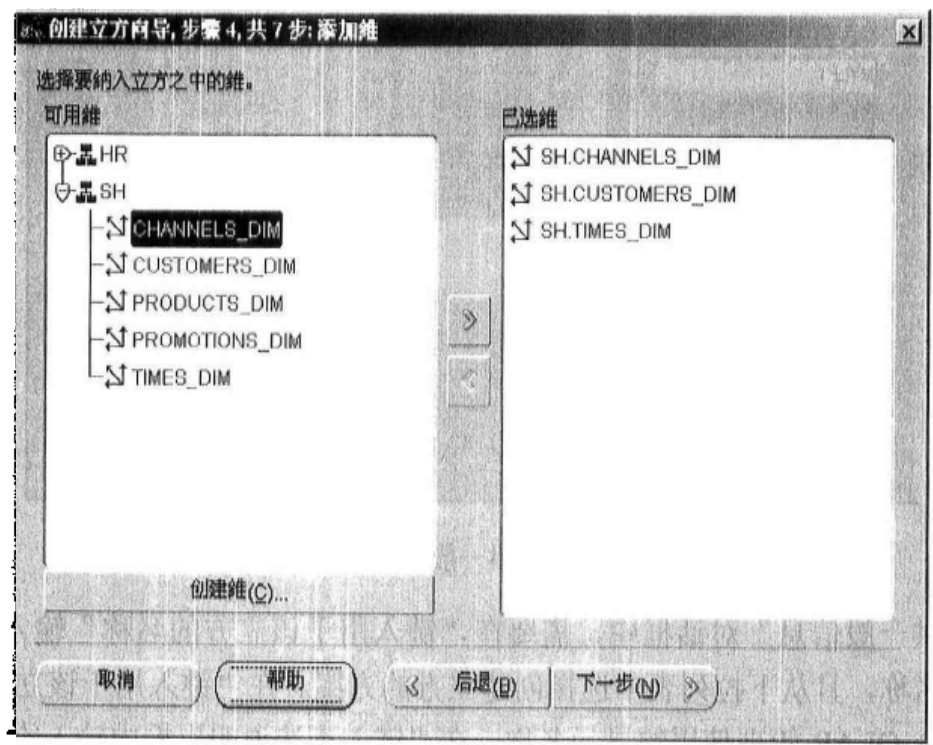 创建立方向导, 步骤 4, 共 7 步: 添加维
选择要纳入立方之中的维。
可用维
HR
SH
CHANNELS_DIM
CUSTOMERS_DIM
PRODUCTS_DIM
PROMOTIONS_DIM
TIMES_DIM
创建维(C)...
已选维
SH.CHANNELS_DIM
SH.CUSTOMERS_DIM
SH.TIMES_DIM
取消
帮助
后退(B)
下一步(N)